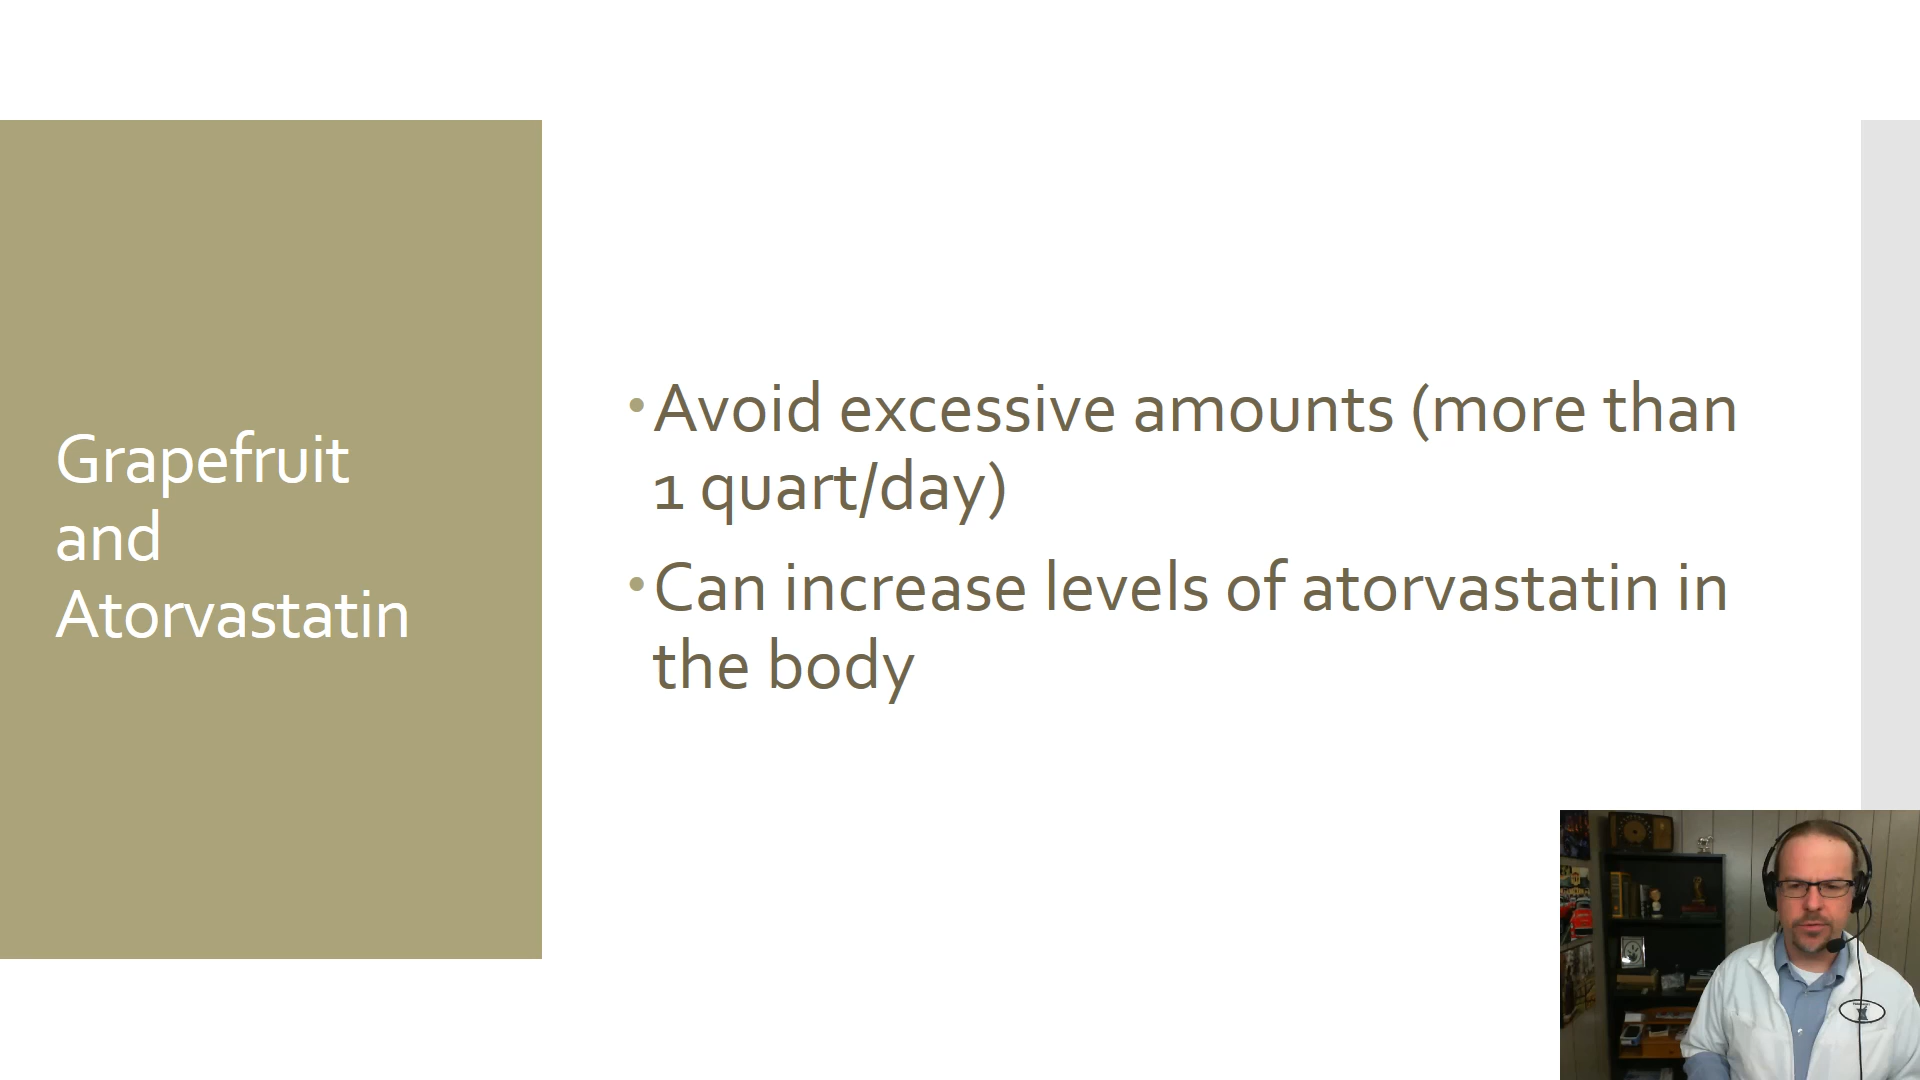 Grapefruit
and
Atorvastatin
• Avoid excessive amounts (more than
1 quart/day)
• Can increase levels of atorvastatin in
the body